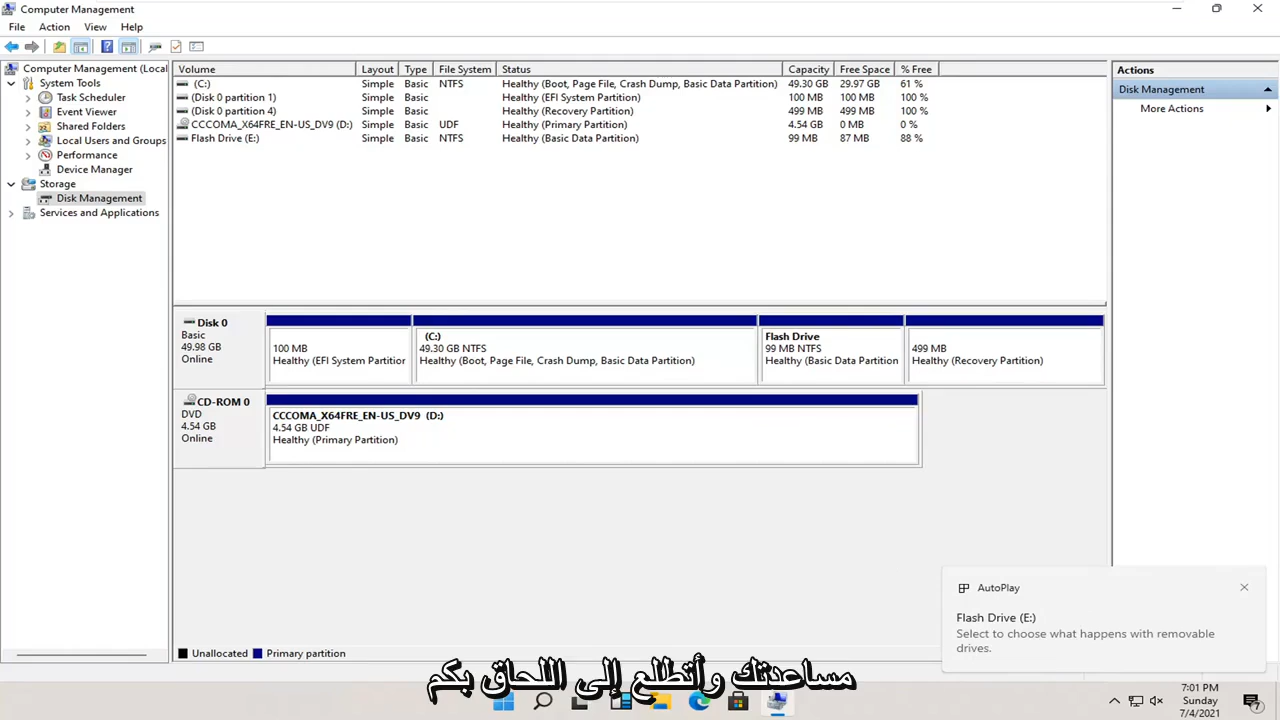 Computer Management
File Action View Help
Computer Management (Local
System Tools
Task Scheduler
Event Viewer
Shared Folders
Local Users and Groups
Performance
Device Manager
Storage
Disk Management
Services and Applications
Volume Layout Type File System Status Capacity Free Space % Free
(C:) Simple Basic NTFS Healthy (Boot, Page File, Crash Dump, Basic Data Partition) 49.30 GB 29.97 GB 61 %
(Disk 0 partition 1) Simple Basic Healthy (EFI System Partition) 100 MB 100 MB 100 %
(Disk 0 partition 4) Simple Basic Healthy (Recovery Partition) 499 MB 499 MB 100 %
CCCOMA_X64FRE_EN-US_DV9 (D:) Simple Basic UDF Healthy (Primary Partition) 4.54 GB 0 MB 0 %
Flash Drive (E:) Simple Basic NTFS Healthy (Basic Data Partition) 99 MB 87 MB 88 %
Actions
Disk Management
More Actions
Disk 0
Basic
49.98 GB
Online
100 MB
Healthy (EFI System Partitior
(C:)
49.30 GB NTFS
Healthy (Boot, Page File, Crash Dump, Basic Data Partition)
Flash Drive
99 MB NTFS
Healthy (Basic Data Partition
499 MB
Healthy (Recovery Partition)
CD-ROM 0
DVD
4.54 GB
Online
CCCOMA_X64FRE_EN-US_DV9 (D:)
4.54 GB UDF
Healthy (Primary Partition)
AutoPlay
Flash Drive (E:)
Select to choose what happens with removable
drives.
Unallocated Primary partition
مساعدتك وأتطلع إلى اللحاق بكم
7:01 PM
Sunday
7/4/2021
7